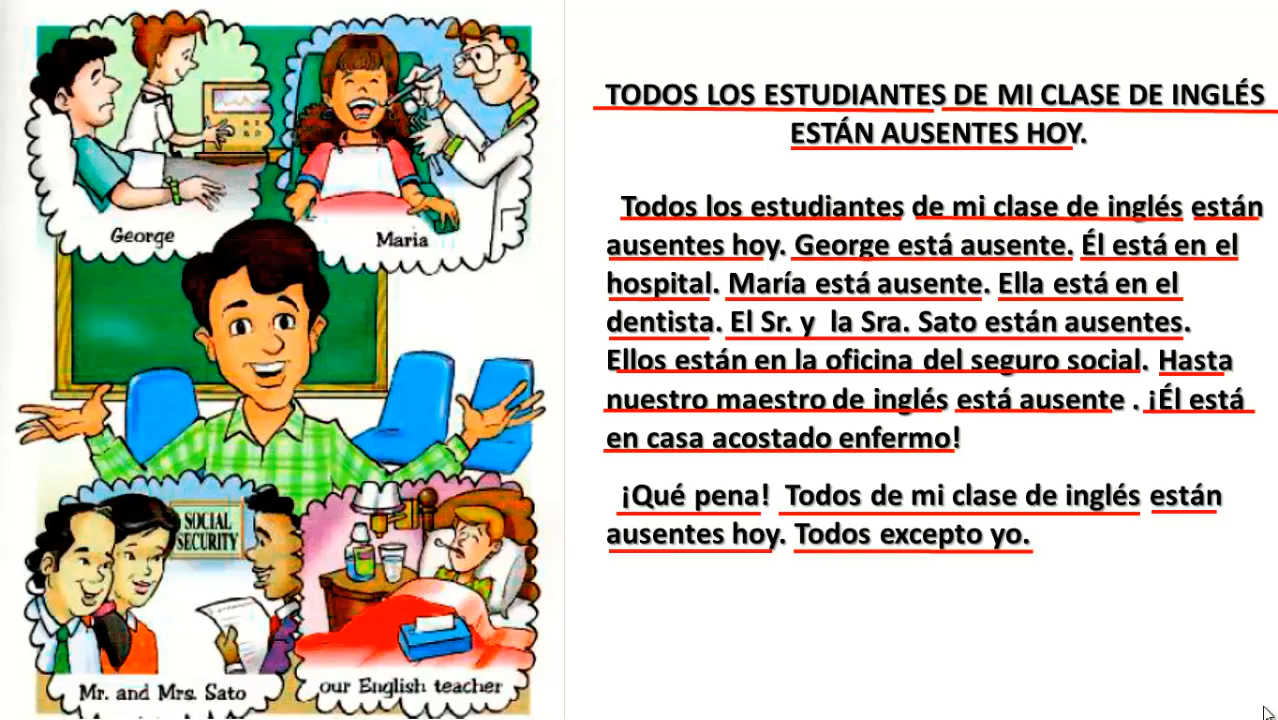 George
Maria
SOCIAL
SECURITY
Mr. and Mrs. Sato
our English teacher
TODOS LOS ESTUDIANTES DE MI CLASE DE INGLÉS
ESTÁN AUSENTES HOY.
Todos los estudiantes de mi clase de inglés están
ausentes hoy. George está ausente. Él está en el
hospital. María está ausente. Ella está en el
dentista. El Sr. y la Sra. Sato están ausentes.
Ellos están en la oficina del seguro social. Hasta
nuestro maestro de inglés está ausente . ¡Él está
en casa acostado enfermo!
¡Qué pena! Todos de mi clase de inglés están
ausentes hoy. Todos excepto yo.